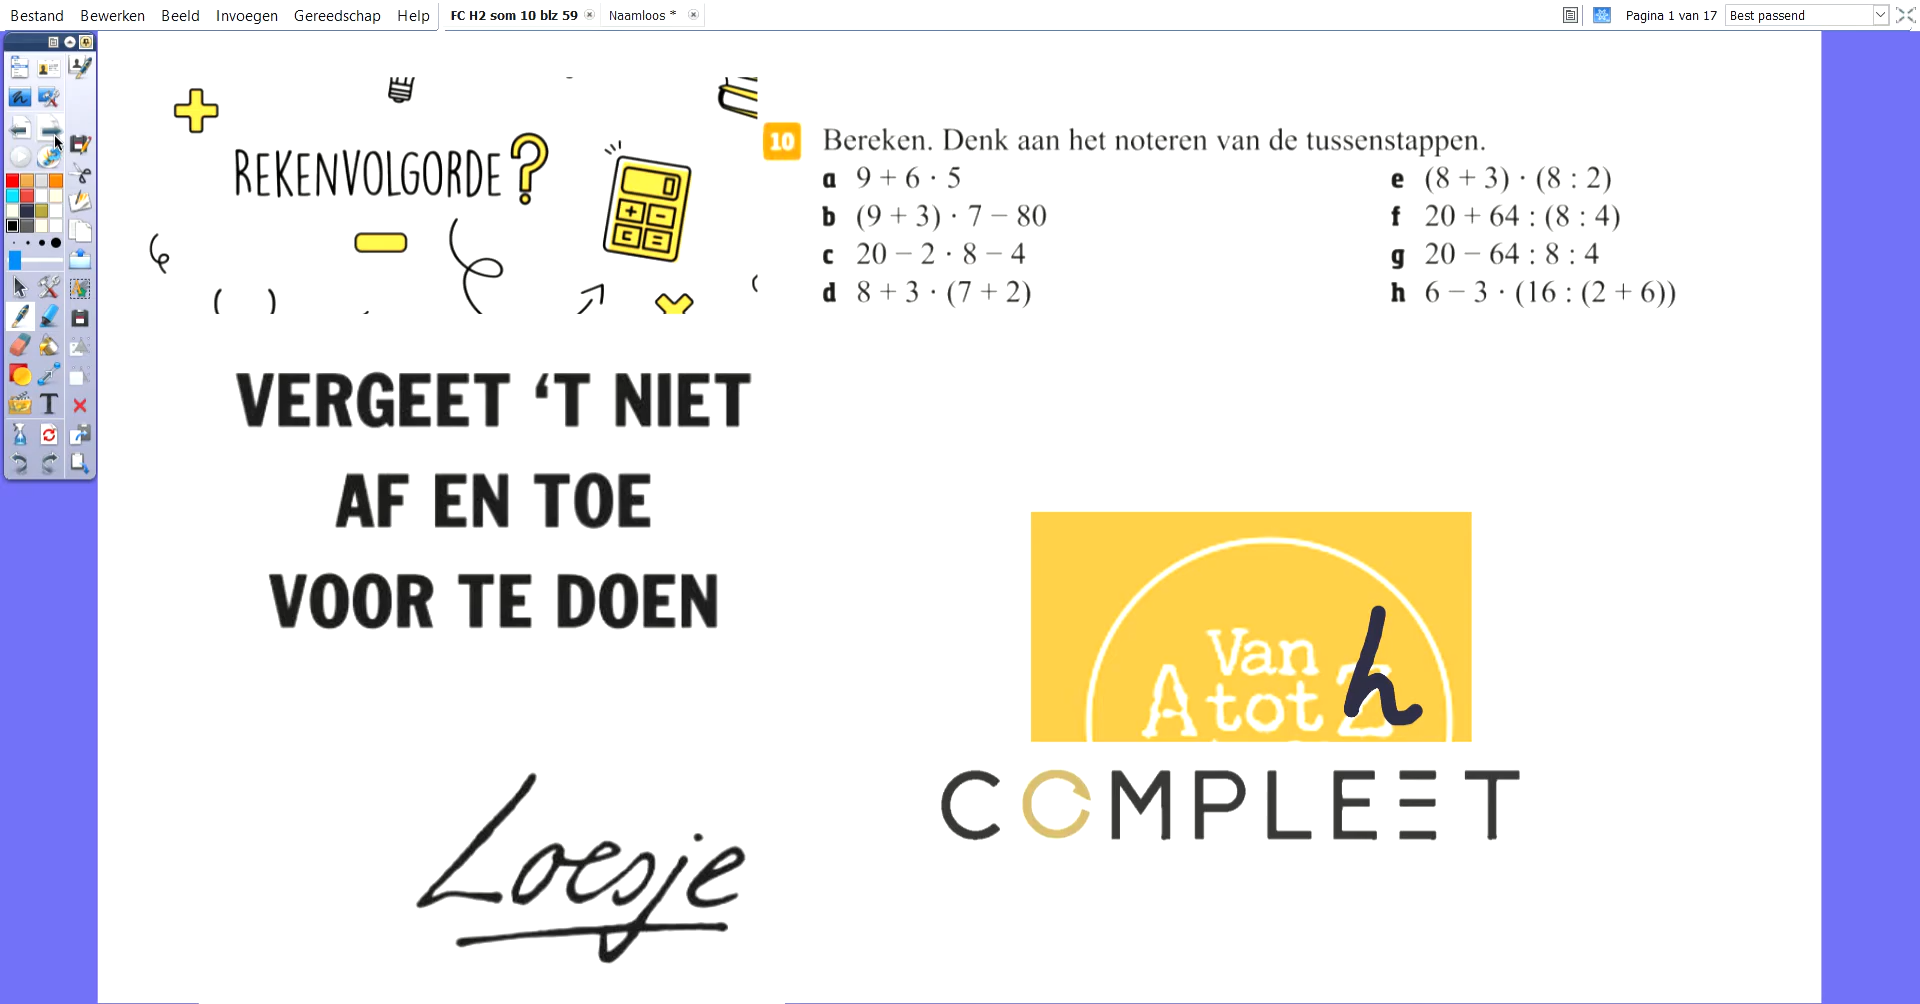 Bestand Bewerken Beeld Invoegen Gereedschap Help FC H2 som 10 blz 59 Naamloos * Pagina 1 van 17 Best passend
REKENVOLGORDE?
10 Bereken. Denk aan het noteren van de tussenstappen.
a 9 + 6 · 5
b (9 + 3) · 7 − 80
c 20 − 2 · 8 − 4
d 8 + 3 · (7 + 2)
e (8 + 3) · (8 : 2)
f 20 + 64 : (8 : 4)
g 20 − 64 : 8 : 4
h 6 − 3 · (16 : (2 + 6))
VERGEET ‘T NIET
AF EN TOE
VOOR TE DOEN
Loesje
Van
A tot h
COMPLEET